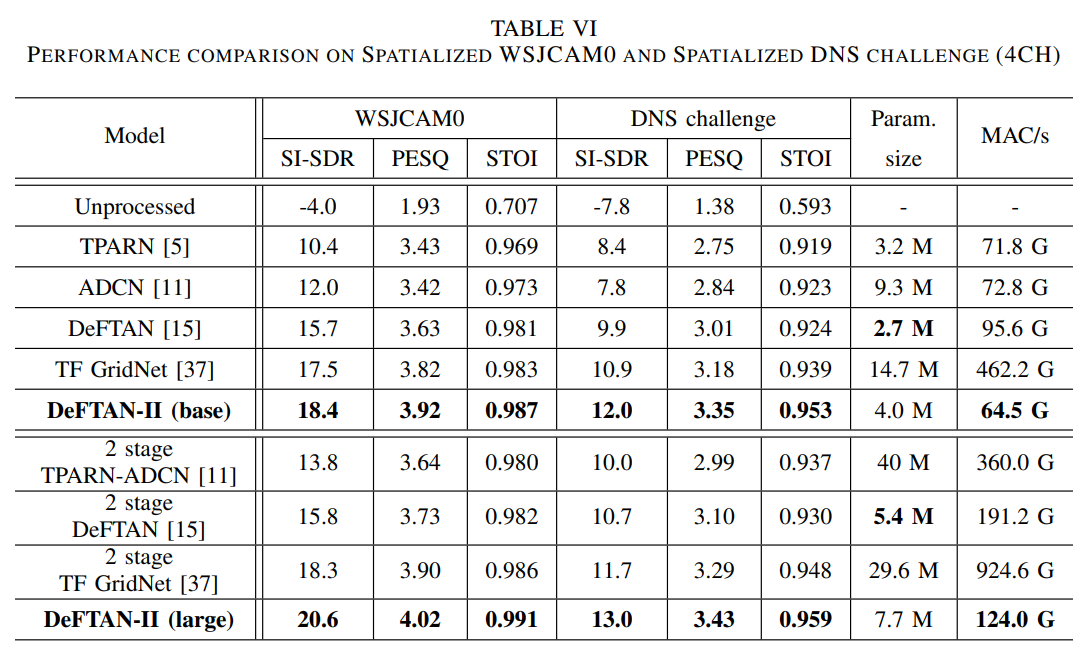 TABLE VI
PERFORMANCE COMPARISON ON SPATIALIZED WSJCAM0 AND SPATIALIZED DNS CHALLENGE (4CH)
Model WSJCAM0 DNS challenge Param. size MAC/s
SI-SDR PESQ STOI SI-SDR PESQ STOI
Unprocessed -4.0 1.93 0.707 -7.8 1.38 0.593 - -
TPARN [5] 10.4 3.43 0.969 8.4 2.75 0.919 3.2 M 71.8 G
ADCN [11] 12.0 3.42 0.973 7.8 2.84 0.923 9.3 M 72.8 G
DeFTAN [15] 15.7 3.63 0.981 9.9 3.01 0.924 2.7 M 95.6 G
TF GridNet [37] 17.5 3.82 0.983 10.9 3.18 0.939 14.7 M 462.2 G
DeFTAN-II (base) 18.4 3.92 0.987 12.0 3.35 0.953 4.0 M 64.5 G
2 stage
TPARN-ADCN [11] 13.8 3.64 0.980 10.0 2.99 0.937 40 M 360.0 G
2 stage
DeFTAN [15] 15.8 3.73 0.982 10.7 3.10 0.930 5.4 M 191.2 G
2 stage
TF GridNet [37] 18.3 3.90 0.986 11.7 3.29 0.948 29.6 M 924.6 G
DeFTAN-II (large) 20.6 4.02 0.991 13.0 3.43 0.959 7.7 M 124.0 G